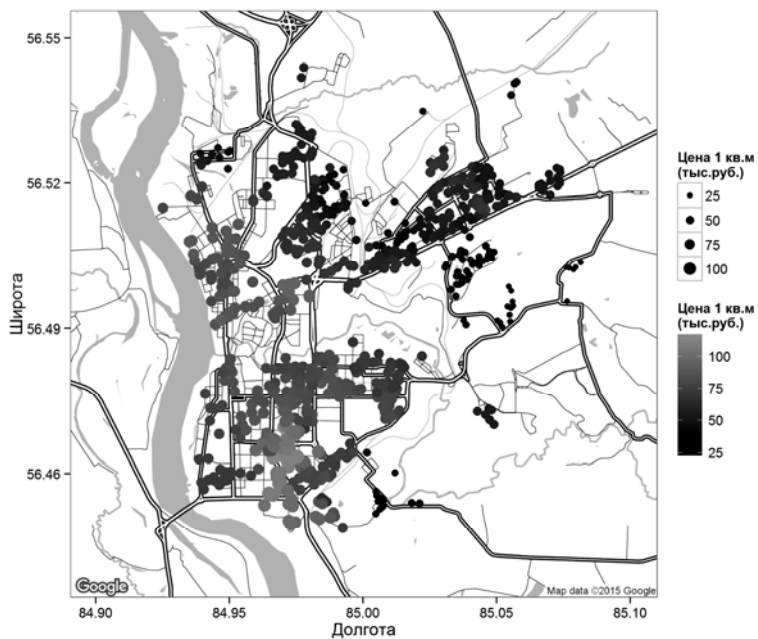 56.55
56.52
56.49
56.46
Широта
84.90
84.95
85.00
85.05
85.10
Долгота
Google
Map data ©2015 Google
Цена 1 кв.м
(тыс.руб.)
25
50
75
100
Цена 1 кв.м
(тыс.руб.)
100
75
50
25